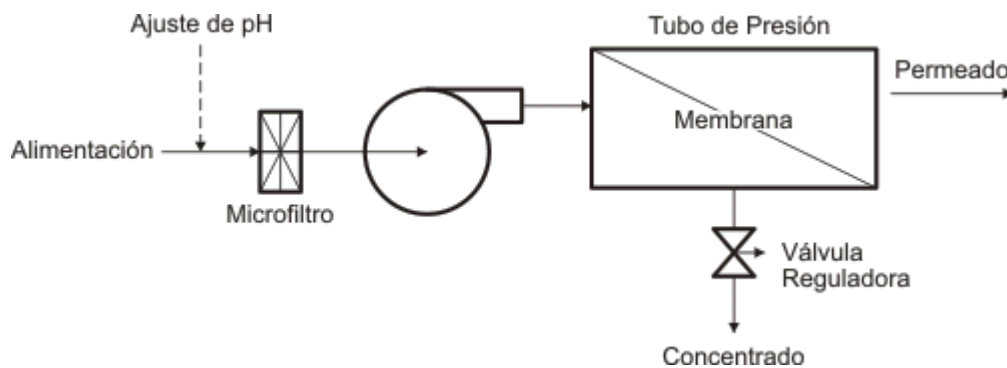 Ajuste de pH
Tubo de Presión
Permeado
Membrana
Alimentación
Microfiltro
Válvula
Reguladora
Concentrado